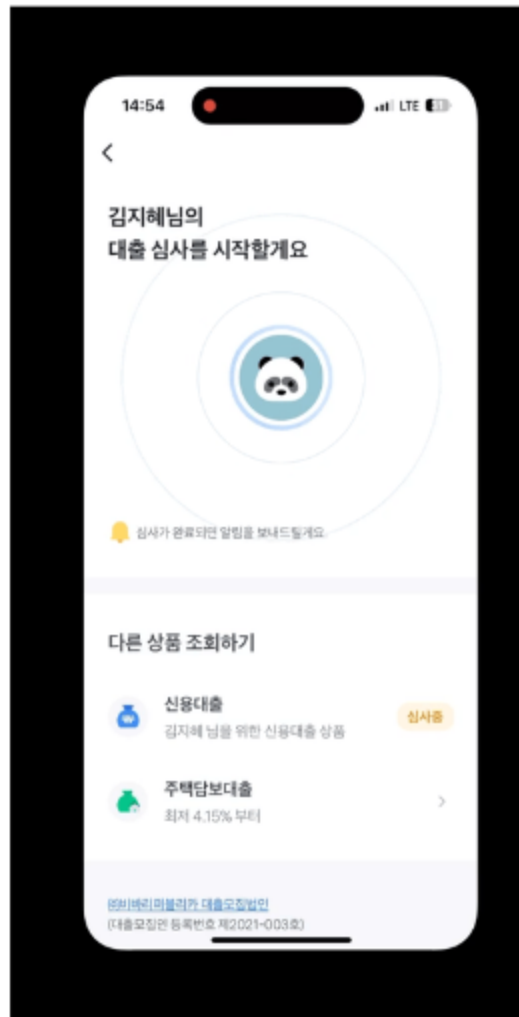 14:54
LTE
김지혜님의
대출 심사를 시작할게요
심사가 완료되면 알림을 보내드릴게요
다른 상품 조회하기
신용대출
김지혜 님을 위한 신용대출 상품
심사중
주택담보대출
최저 4.15% 부터
㈜비바리퍼블리카 대출모집법인
(대출모집인 등록번호 제2021-003호)